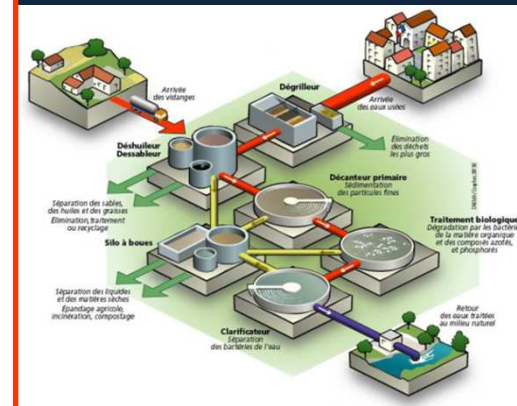 Arrivée
des vidanges
Dégrilleur
Arrivée
des eaux usées
Déshuileur
Dessableur
Élimination
des déchets
les plus gros
Séparation des sables,
des huiles et des graisses
Élimination, traitement
ou recyclage
Décanteur primaire
Sédimentation
des particules fines
Silo à boues
Traitement biologique
Dégradation par les bactérie
de la matière organique
et des composés azotés,
et phosphorés
Séparation des liquides
et des matières sèches
Épandage agricole,
incinération, compostage
Clarificateur
Séparation
des bactéries de l'eau
Retour
des eaux traitées
au milieu naturel